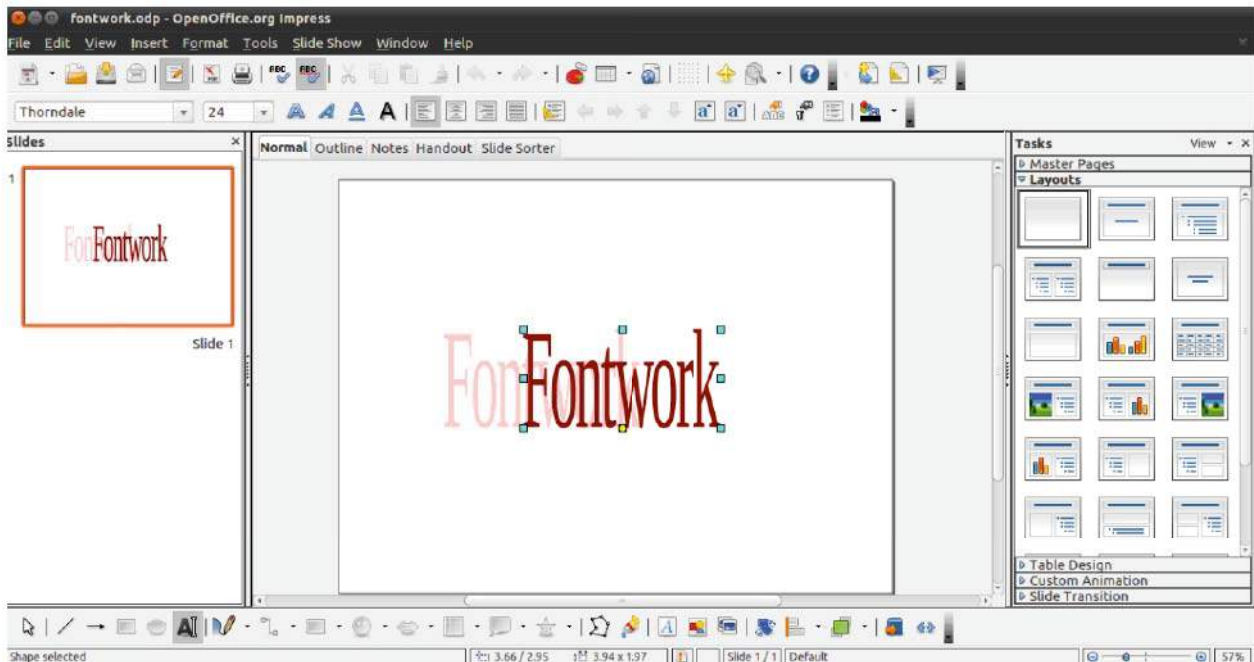 fontwork.odp - OpenOffice.org Impress
File Edit View Insert Format Tools Slide Show Window Help
Thorndale 24
Slides
Normal Outline Notes Handout Slide Sorter
Tasks View
Master Pages
Layouts
1
Fontwork
Slide 1
Fontwork
Table Design
Custom Animation
Slide Transition
Shape selected 3.66 / 2.95 3.94 x 1.97 Slide 1 / 1 Default 57%